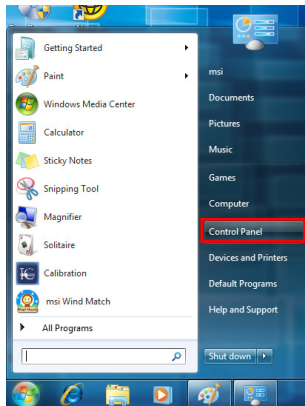 Getting Started
Paint
Windows Media Center
Calculator
Sticky Notes
Snipping Tool
Magnifier
Solitaire
Calibration
msi Wind Match
All Programs
msi
Documents
Pictures
Music
Games
Computer
Control Panel
Devices and Printers
Default Programs
Help and Support
Shut down